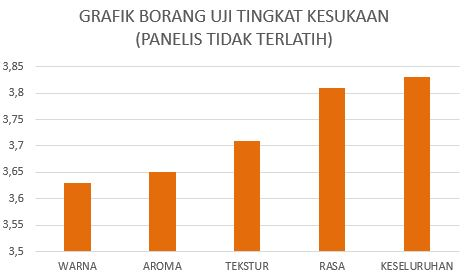 GRAFIK BORANG UJI TINGKAT KESUKAAN
(PANELIS TIDAK TERLATIH)
3,85
3,8
3,75
3,7
3,65
3,6
3,55
3,5
WARNA AROMA TEKSTUR RASA KESELURUHAN